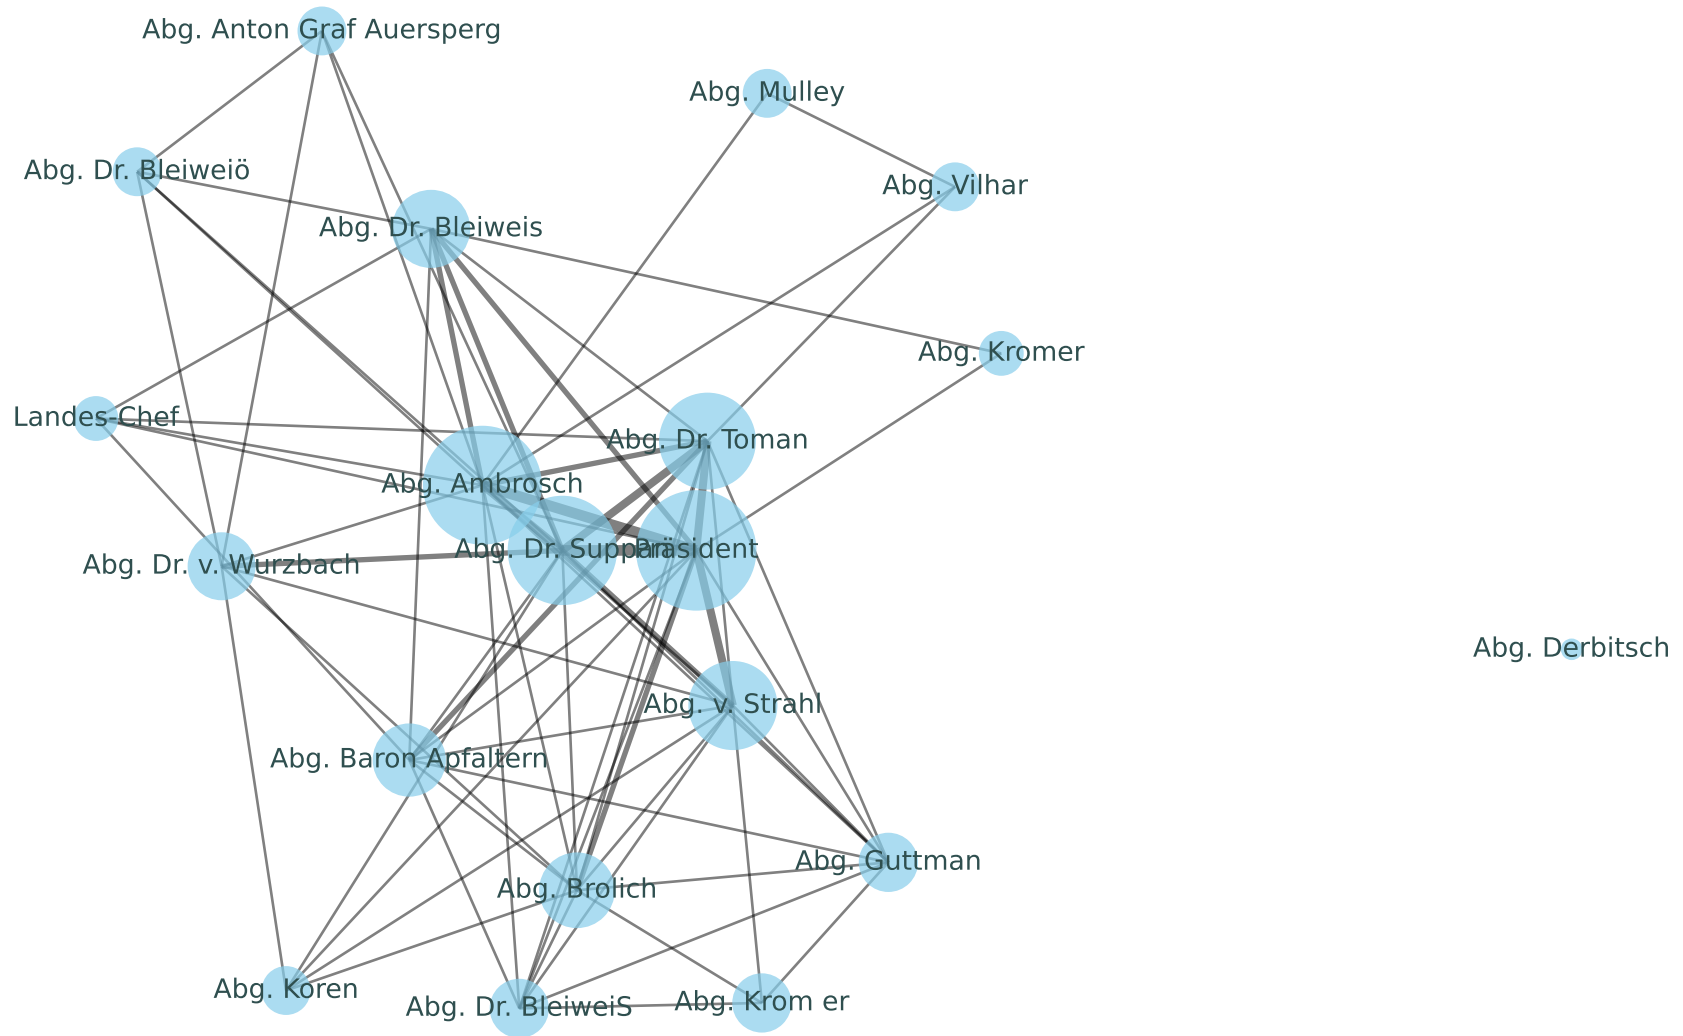 Abg. Anton Graf Auersperg
Abg. Mulley
Abg. Dr. Bleiweiö
Abg. Vilhar
Abg. Dr. Bleiweis
Abg. Kromer
Landes-Chef
Abg. Dr. Toman
Abg. Ambrosch
Abg. Dr. Suppan
Präsident
Abg. Dr. v. Wurzbach
Abg. Derbitsch
Abg. v. Strahl
Abg. Baron Apfaltern
Abg. Guttman
Abg. Brolich
Abg. Koren
Abg. Dr. BleiweiS
Abg. Krom er